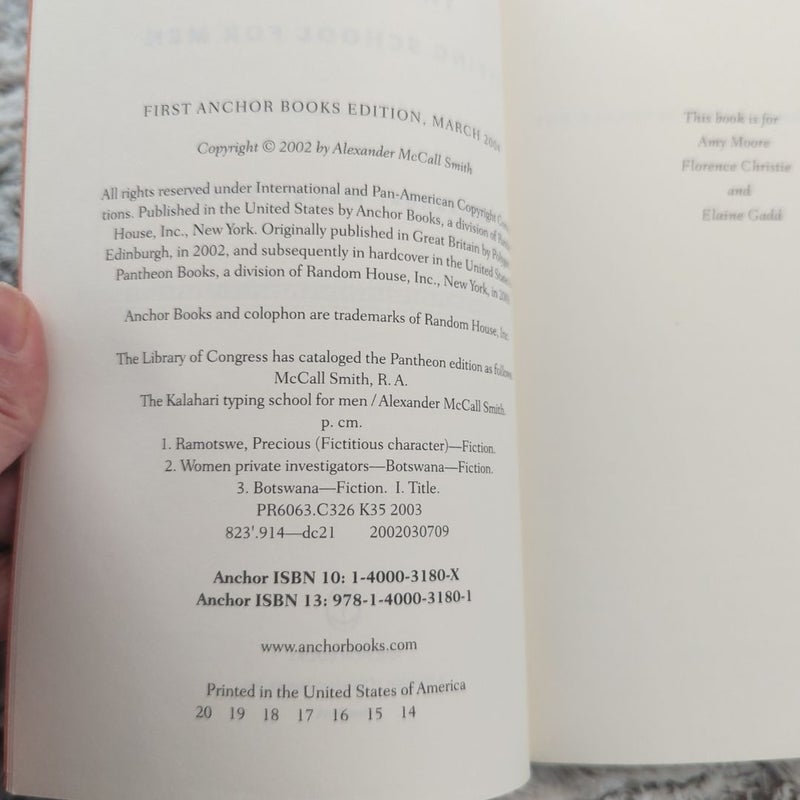 FIRST ANCHOR BOOKS EDITION, MARCH 2004
Copyright © 2002 by Alexander McCall Smith
All rights reserved under International and Pan-American Copyright
tions. Published in the United States by Anchor Books, a division of
House, Inc., New York. Originally published in Great Britain by
Edinburgh, in 2002, and subsequently in hardcover in the United States
Pantheon Books, a division of Random House, Inc., New York, in
Anchor Books and colophon are trademarks of Random House, Inc.
The Library of Congress has cataloged the Pantheon edition as
McCall Smith, R. A.
The Kalahari typing school for men / Alexander McCall Smith.
p. cm.
1. Ramotswe, Precious (Fictitious character)—Fiction.
2. Women private investigators—Botswana—Fiction.
3. Botswana—Fiction. I. Title.
PR6063.C326 K35 2003
823'.914—dc21 2002030709
Anchor ISBN 10: 1-4000-3180-X
Anchor ISBN 13: 978-1-4000-3180-1
www.anchorbooks.com
Printed in the United States of America
20 19 18 17 16 15 14
This book is for
Amy Moore
Florence Christie
and
Elaine Gadd